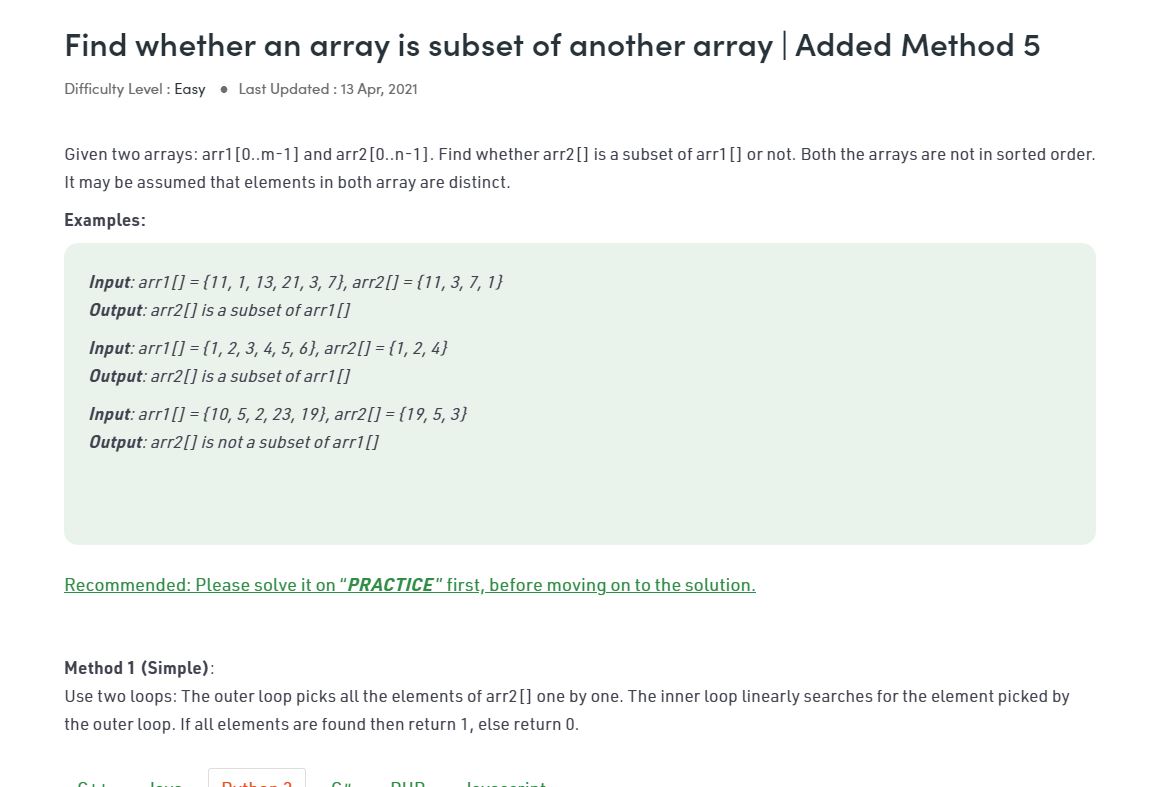 Find whether an array is subset of another array | Added Method 5
Difficulty Level : Easy ● Last Updated : 13 Apr, 2021
Given two arrays: arr1[0..m-1] and arr2[0..n-1]. Find whether arr2[] is a subset of arr1[] or not. Both the arrays are not in sorted order.
It may be assumed that elements in both array are distinct.
Examples:
Input: arr1[] = {11, 1, 13, 21, 3, 7}, arr2[] = {11, 3, 7, 1}
Output: arr2[] is a subset of arr1[]
Input: arr1[] = {1, 2, 3, 4, 5, 6}, arr2[] = {1, 2, 4}
Output: arr2[] is a subset of arr1[]
Input: arr1[] = {10, 5, 2, 23, 19}, arr2[] = {19, 5, 3}
Output: arr2[] is not a subset of arr1[]
Recommended: Please solve it on “PRACTICE” first, before moving on to the solution.
Method 1 (Simple):
Use two loops: The outer loop picks all the elements of arr2[] one by one. The inner loop linearly searches for the element picked by
the outer loop. If all elements are found then return 1, else return 0.
C++ Java Python 3 C# PHP Javascript